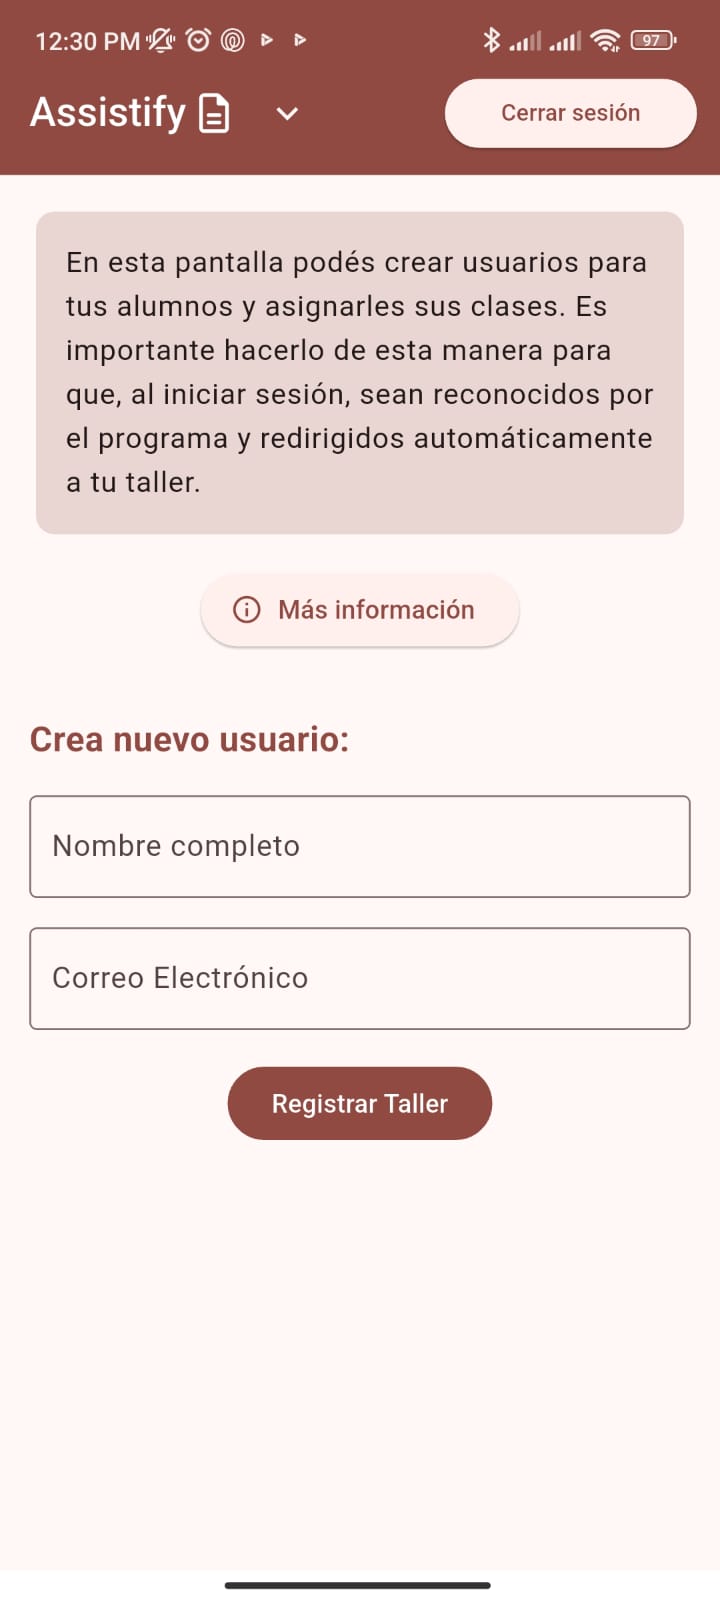 12:30 PM
97
Assistify
Cerrar sesión
En esta pantalla podés crear usuarios para
tus alumnos y asignarles sus clases. Es
importante hacerlo de esta manera para
que, al iniciar sesión, sean reconocidos por
el programa y redirigidos automáticamente
a tu taller.
Más información
Crea nuevo usuario:
Nombre completo
Correo Electrónico
Registrar Taller